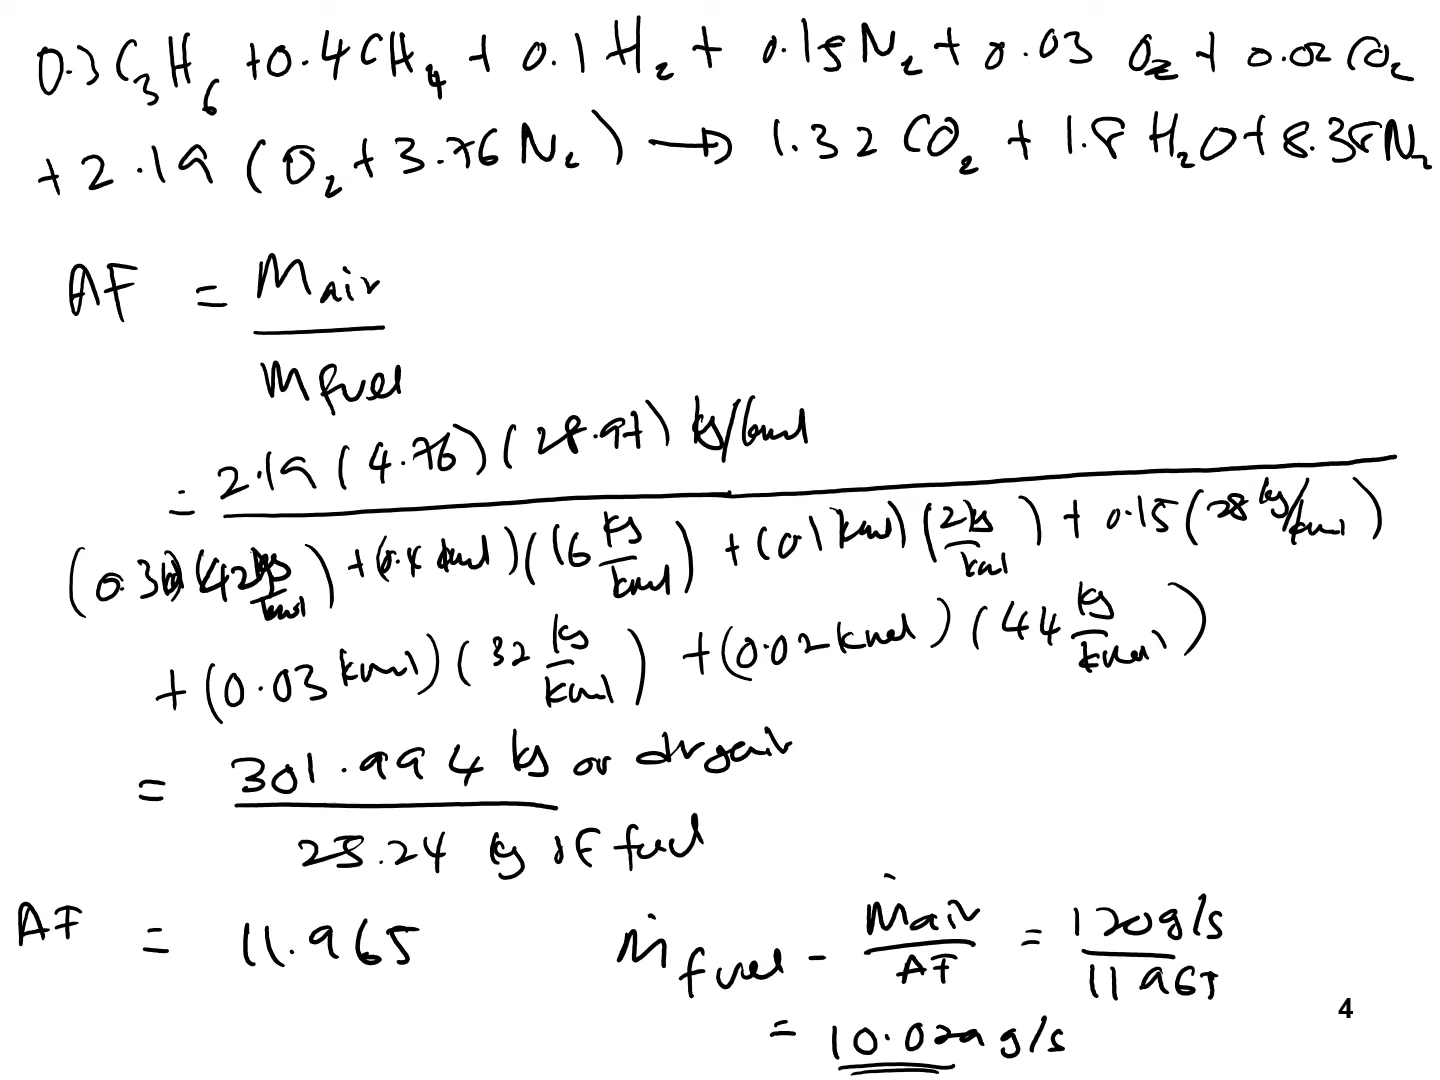 0.3 C₃H₆ + 0.4 CH₄ + 0.1 H₂ + 0.15 N₂ + 0.03 O₂ + 0.02 CO₂
+ 2.19 (O₂ + 3.76 N₂) → 1.32 CO₂ + 1.8 H₂O + 8.38 N₂
AF = Mair / Mfuel
= 2.19 (4.76) (28.97) kg/kmol
(0.3) (42 kg/kmol) + (0.4 kmol) (16 kg/kmol) + (0.1 kmol) (2 kg/kmol) + 0.15 (28 kg/kmol)
+ (0.03 kmol) (32 kg/kmol) + (0.02 kmol) (44 kg/kmol)
= 301.994 kg or dry air
25.24 kg of fuel
AF = 11.965
ṁfuel = ṁair / AF = 120 g/s / 11.965
= 10.029 g/s
4